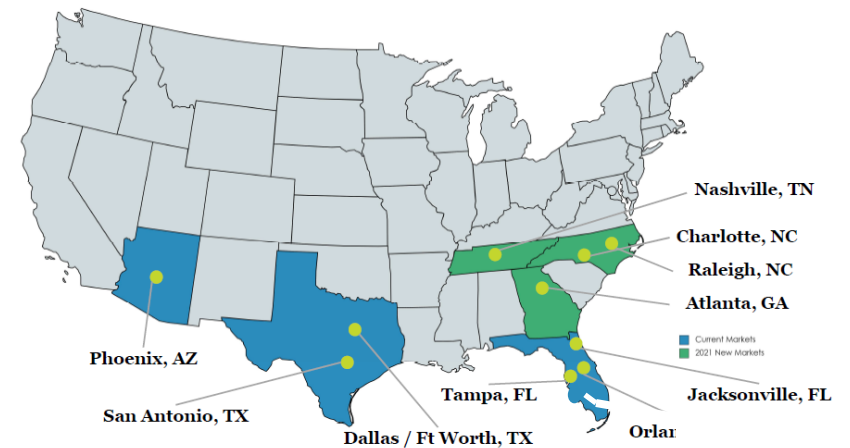 Nashville, TN
Charlotte, NC
Raleigh, NC
Atlanta, GA
Current Markets
2021 New Markets
Phoenix, AZ
Tampa, FL
Jacksonville, FL
San Antonio, TX
Dallas / Ft Worth, TX